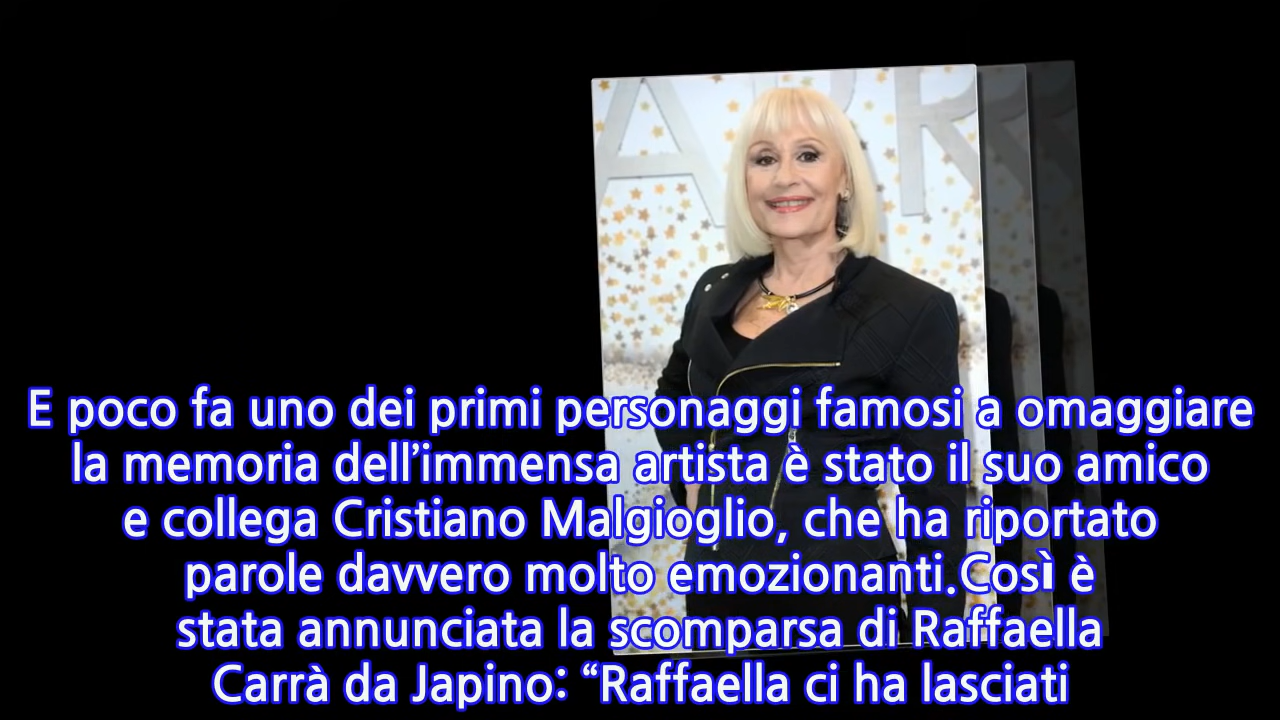 ARR
E poco fa uno dei primi personaggi famosi a omaggiare
la memoria dell’immensa artista è stato il suo amico
e collega Cristiano Malgioglio, che ha riportato
parole davvero molto emozionanti.Così è
stata annunciata la scomparsa di Raffaella
Carrà da Japino: “Raffaella ci ha lasciati